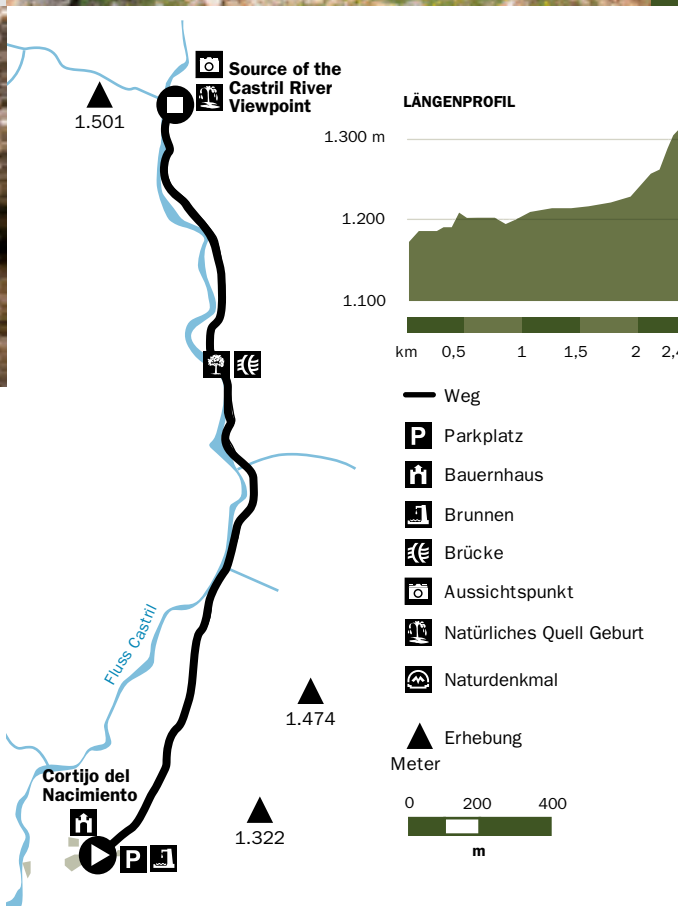 Source of the
Castril River
Viewpoint
1.501
Fluss Castril
1.474
Cortijo del
Nacimiento
1.322
P
LÄNGENPROFIL
1.300 m
1.200
1.100
km 0,5 1 1,5 2 2,4
Weg
P Parkplatz
Bauernhaus
Brunnen
Brücke
Aussichtspunkt
Natürliches Quell Geburt
Naturdenkmal
Erhebung
Meter
0 200 400
m